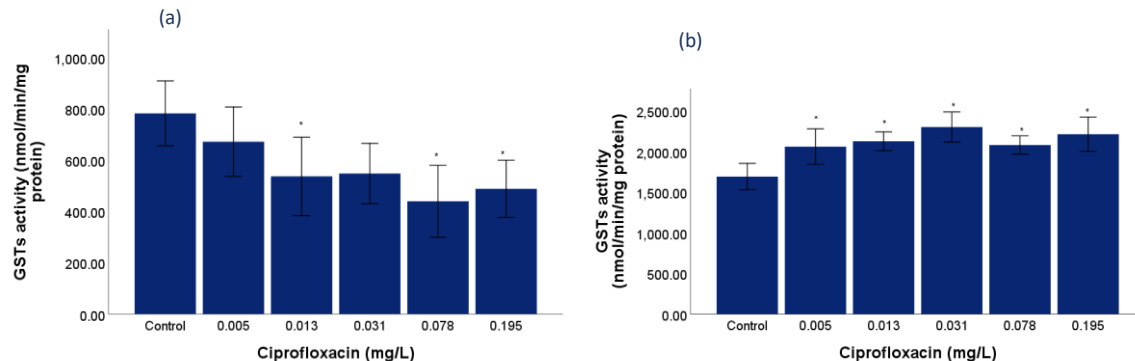 (a)
GSTs activity (nmol/min/mg
protein)
1,000.00
800.00
600.00
400.00
200.00
0.00
*
*
*
Control 0.005 0.013 0.031 0.078 0.195
Ciprofloxacin (mg/L)
(b)
GSTs activity
(nmol/min/mg protein)
2,500.00
2,000.00
1,500.00
1,000.00
500.00
0.00
*
*
*
*
*
Control 0.005 0.013 0.031 0.078 0.195
Ciprofloxacin (mg/L)